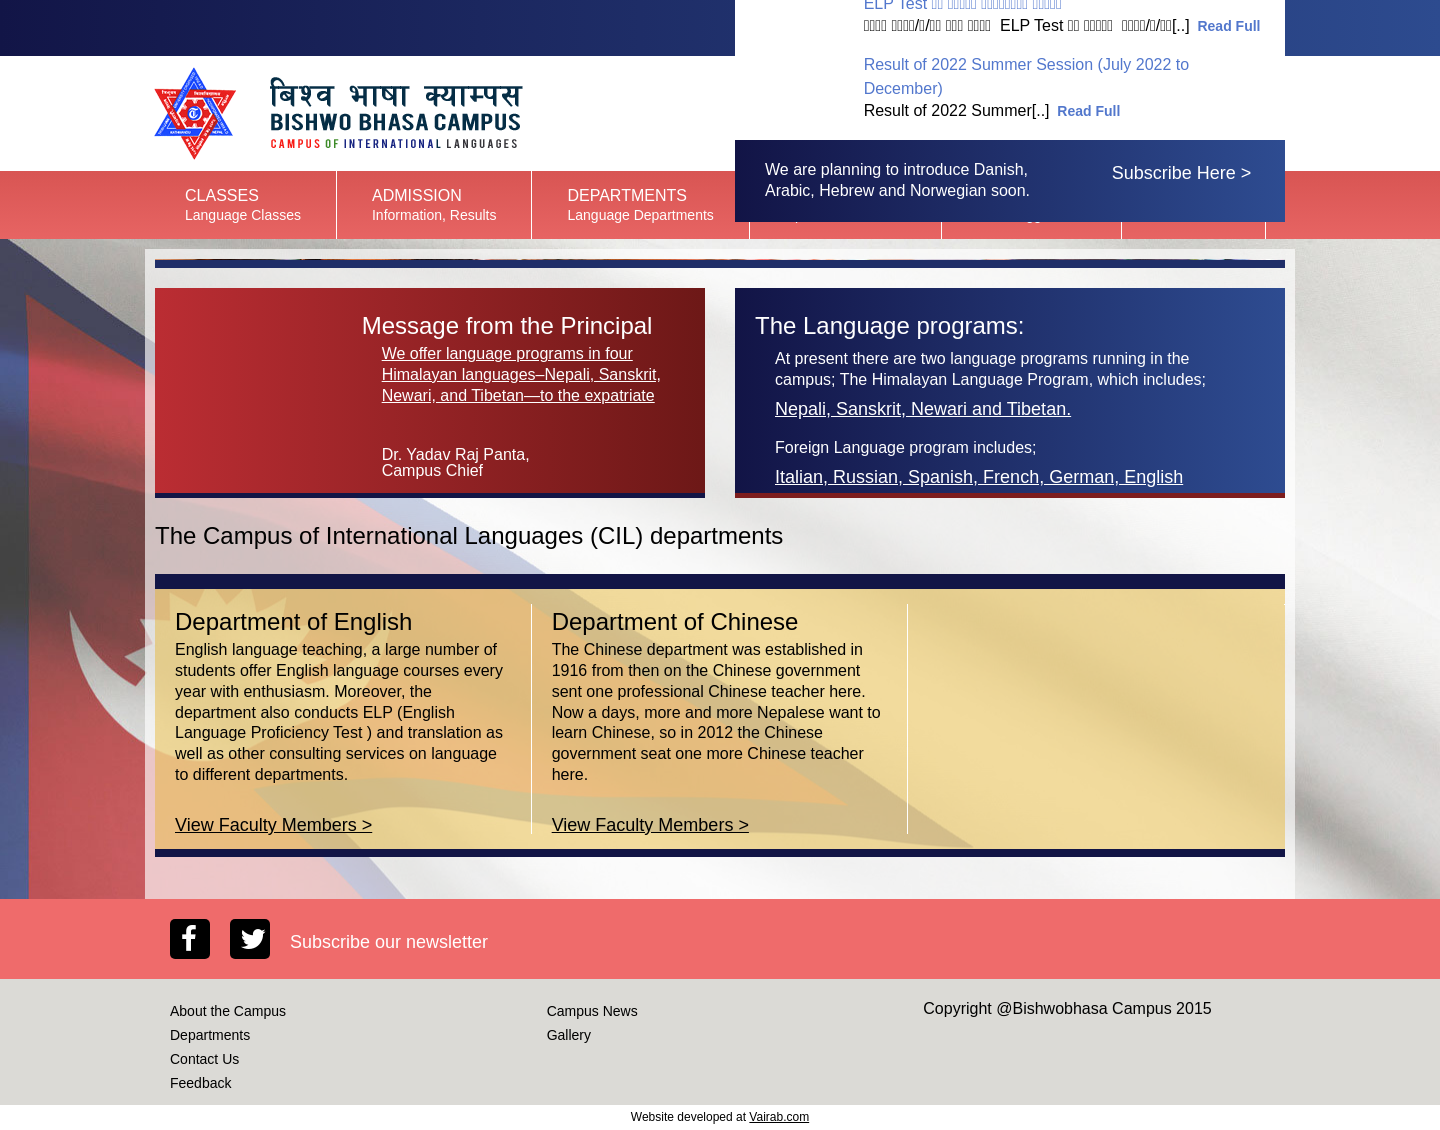 ELP Test
ELP Test [..] Read Full
Result of 2022 Summer Session (July 2022 to
December)
Result of 2022 Summer[..] Read Full
बिश्व भाषा क्याम्पस
BISHWO BHASA CAMPUS
CAMPUS OF INTERNATIONAL LANGUAGES
We are planning to introduce Danish,
Arabic, Hebrew and Norwegian soon.
Subscribe Here >
CLASSES
Language Classes
ADMISSION
Information, Results
DEPARTMENTS
Language Departments
Message from the Principal
We offer language programs in four
Himalayan languages–Nepali, Sanskrit,
Newari, and Tibetan—to the expatriate
Dr. Yadav Raj Panta,
Campus Chief
The Language programs:
At present there are two language programs running in the
campus; The Himalayan Language Program, which includes;
Nepali, Sanskrit, Newari and Tibetan.
Foreign Language program includes;
Italian, Russian, Spanish, French, German, English
The Campus of International Languages (CIL) departments
Department of English
English language teaching, a large number of
students offer English language courses every
year with enthusiasm. Moreover, the
department also conducts ELP (English
Language Proficiency Test ) and translation as
well as other consulting services on language
to different departments.
View Faculty Members >
Department of Chinese
The Chinese department was established in
1916 from then on the Chinese government
sent one professional Chinese teacher here.
Now a days, more and more Nepalese want to
learn Chinese, so in 2012 the Chinese
government seat one more Chinese teacher
here.
View Faculty Members >
Subscribe our newsletter
About the Campus
Departments
Contact Us
Feedback
Campus News
Gallery
Copyright @Bishwobhasa Campus 2015
Website developed at Vairab.com